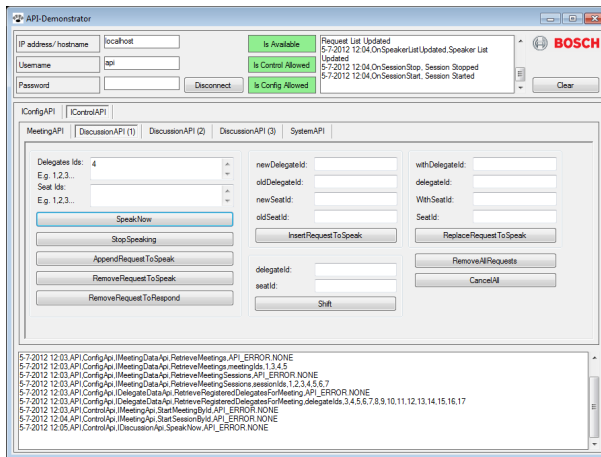 API-Demonstrator
IP address/ hostname
localhost
Is Available
Request List Updated
5-7-2012 12:04,OnSpeakerListUpdated,Speaker List
Updated
5-7-2012 12:04,OnSessionStop, Session Stopped
5-7-2012 12:04,OnSessionStart, Session Started
BOSCH
Username
api
Is Control Allowed
Password
Disconnect
Is Config Allowed
Clear
IConfigAPI
IControlAPI
MeetingAPI
DiscussionAPI (1)
DiscussionAPI (2)
DiscussionAPI (3)
SystemAPI
Delegates Ids:
4
E.g. 1,2,3...
Seat Ids:
E.g. 1,2,3...
SpeakNow
StopSpeaking
AppendRequestToSpeak
RemoveRequestToSpeak
RemoveRequestToRespond
newDelegateId:
oldDelegateId:
newSeatId:
oldSeatId:
InsertRequestToSpeak
delegateId:
seatId:
Shift
withDelegateId:
delegateId:
WithSeatId:
SeatId:
ReplaceRequestToSpeak
RemoveAllRequests
CancelAll
5-7-2012 12:03,API,ConfigApi,IMeetingDataApi,RetrieveMeetings,API_ERROR.NONE
5-7-2012 12:03,API,ConfigApi,IMeetingDataApi,RetrieveMeetings,meetingIds,1,3,4,5
5-7-2012 12:03,API,ConfigApi,IMeetingDataApi,RetrieveMeetingSessions,API_ERROR.NONE
5-7-2012 12:03,API,ConfigApi,IMeetingDataApi,RetrieveMeetingSessions,sessionIds,1,2,3,4,5,6,7
5-7-2012 12:03,API,ConfigApi,IDelegateDataApi,RetrieveRegisteredDelegatesForMeeting,API_ERROR.NONE
5-7-2012 12:03,API,ConfigApi,IDelegateDataApi,RetrieveRegisteredDelegatesForMeeting,delegateIds,3,4,5,6,7,8,9,10,11,12,13,14,15,16,17
5-7-2012 12:03,API,ControlApi,IMeetingApi,StartMeetingById,API_ERROR.NONE
5-7-2012 12:04,API,ControlApi,IMeetingApi,StartSessionById,API_ERROR.NONE
5-7-2012 12:05,API,ControlApi,IDiscussionApi,SpeakNow,API_ERROR.NONE